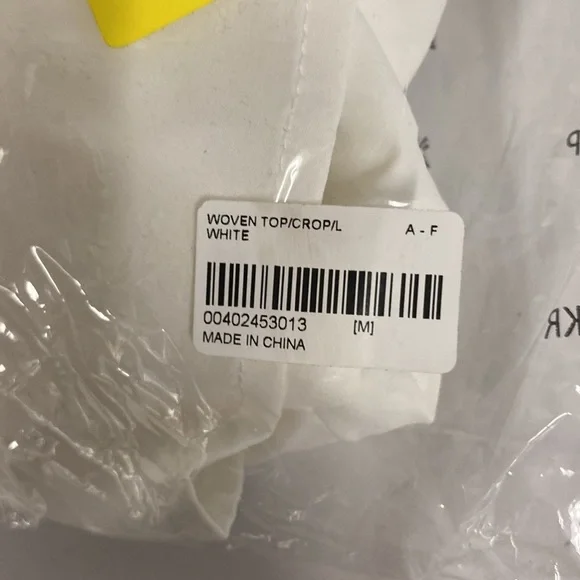 WOVEN TOP/CROP/L A - F
WHITE
00402453013 [M]
MADE IN CHINA